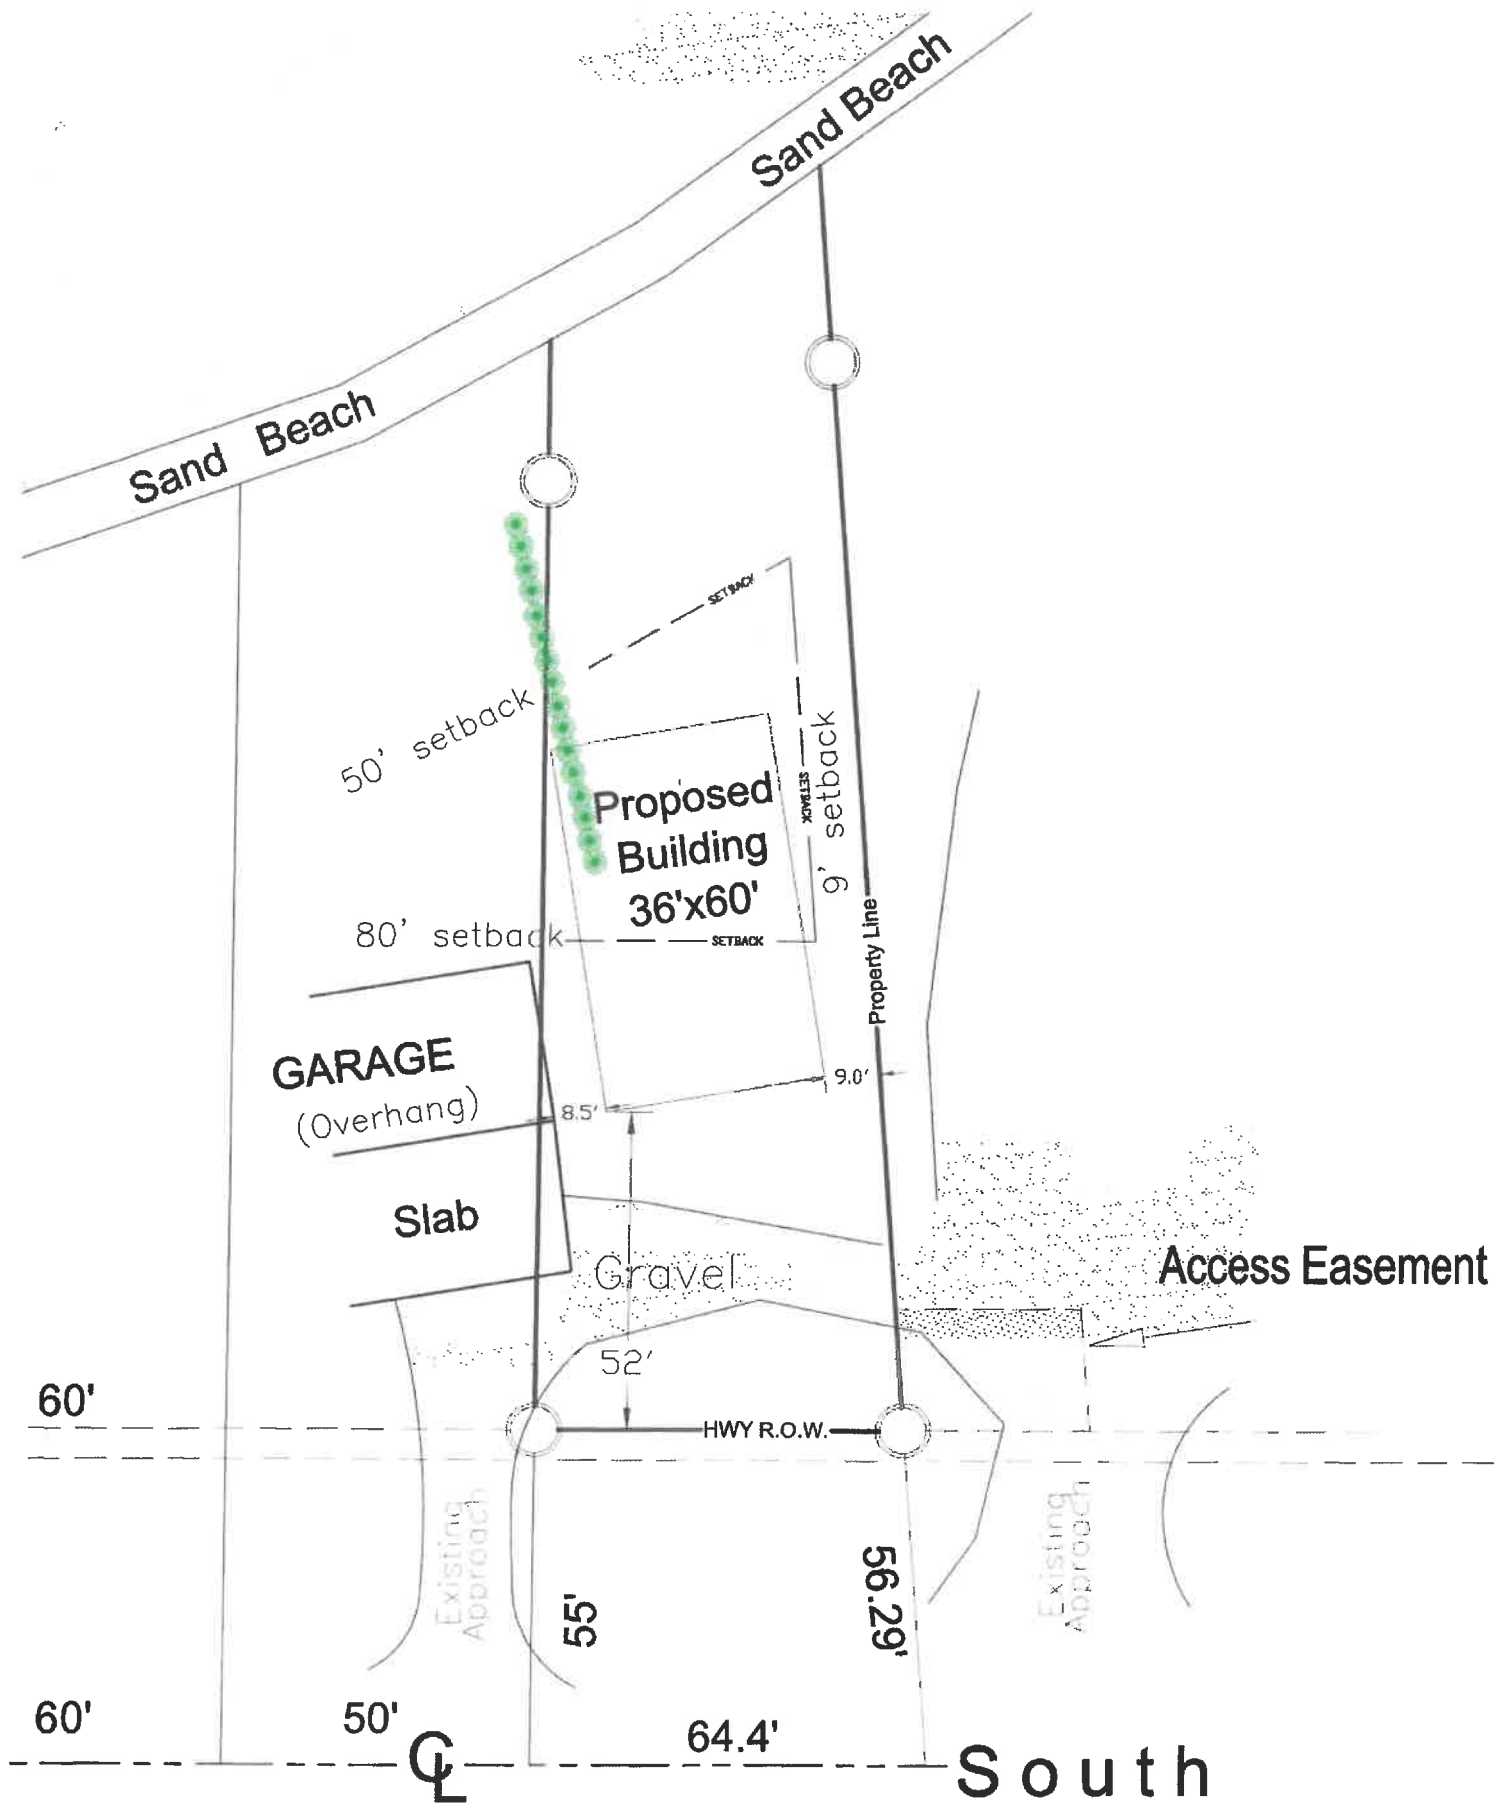 Sand Beach
Sand Beach
SETBACK
50' setback
Proposed
Building
36'x60'
SETBACK
9' setback
80' setback
SETBACK
Property Line
GARAGE
(Overhang)
9.0'
8.5'
Slab
Gravel
Access Easement
52'
60'
HWY R.O.W.
Existing
Approach
55'
56.29'
Existing
Approach
60'
50'
CL
64.4'
South